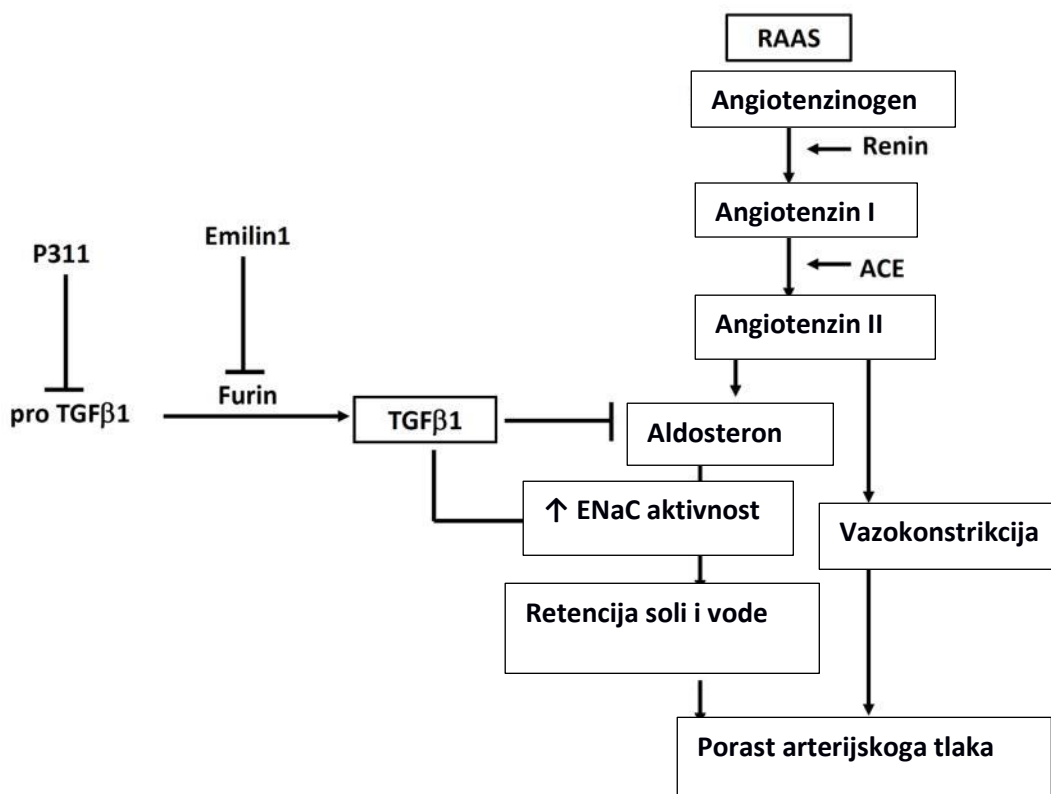 RAAS
Angiotenzinogen
Renin
Angiotenzin I
ACE
Angiotenzin II
Emilin1
P311
Furin
pro TGFβ1
TGFβ1
Aldosteron
↑ ENaC aktivnost
Vazokonstrikcija
Retencija soli i vode
Porast arterijskoga tlaka